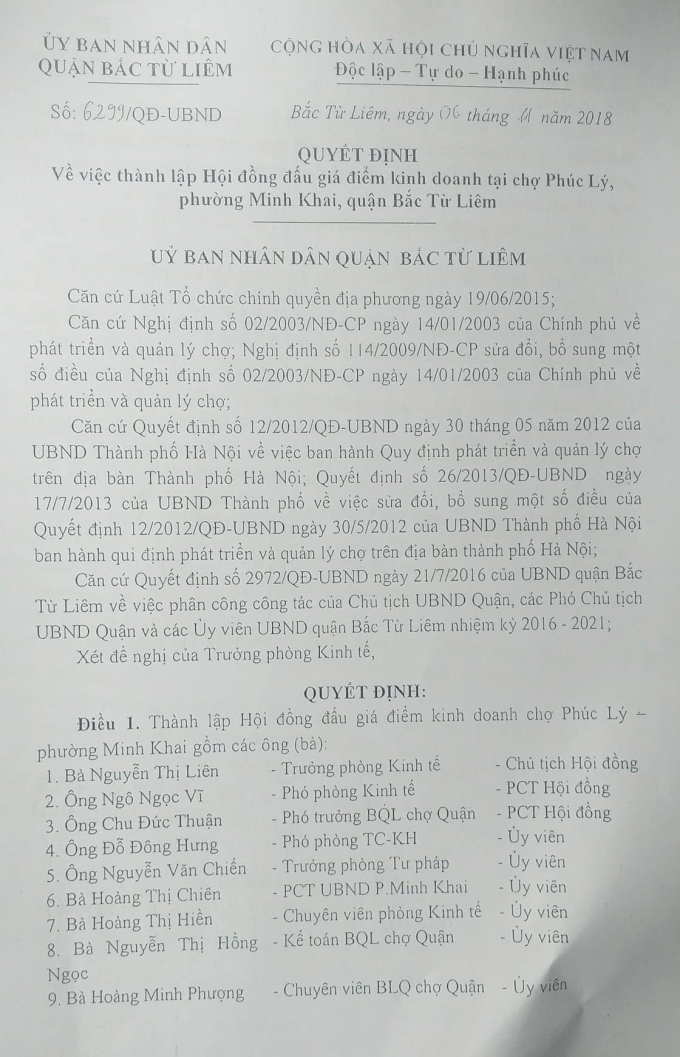 ỦY BAN NHÂN DÂN
QUẬN BẮC TỪ LIÊM
CỘNG HÒA XÃ HỘI CHỦ NGHĨA VIỆT NAM
Độc lập – Tự do – Hạnh phúc
Số: 6299/QĐ-UBND
Bắc Từ Liêm, ngày 06 tháng 11 năm 2018
QUYẾT ĐỊNH
Về việc thành lập Hội đồng đấu giá điểm kinh doanh tại chợ Phúc Lý,
phường Minh Khai, quận Bắc Từ Liêm
UỶ BAN NHÂN DÂN QUẬN BẮC TỪ LIÊM
Căn cứ Luật Tổ chức chính quyền địa phương ngày 19/06/2015;
Căn cứ Nghị định số 02/2003/NĐ-CP ngày 14/01/2003 của Chính phủ về
phát triển và quản lý chợ; Nghị định số 114/2009/NĐ-CP sửa đổi, bổ sung một
số điều của Nghị định số 02/2003/NĐ-CP ngày 14/01/2003 của Chính phủ về
phát triển và quản lý chợ;
Căn cứ Quyết định số 12/2012/QĐ-UBND ngày 30 tháng 05 năm 2012 của
UBND Thành phố Hà Nội về việc ban hành Quy định phát triển và quản lý chợ
trên địa bàn Thành phố Hà Nội; Quyết định số 26/2013/QĐ-UBND ngày
17/7/2013 của UBND Thành phố về việc sửa đổi, bổ sung một số điều của
Quyết định 12/2012/QĐ-UBND ngày 30/5/2012 của UBND Thành phố Hà Nội
ban hành qui định phát triển và quản lý chợ trên địa bàn thành phố Hà Nội;
Căn cứ Quyết định số 2972/QĐ-UBND ngày 21/7/2016 của UBND quận Bắc
Từ Liêm về việc phân công công tác của Chủ tịch UBND Quận, các Phó Chủ tịch
UBND Quận và các Ủy viên UBND quận Bắc Từ Liêm nhiệm kỳ 2016 - 2021;
Xét đề nghị của Trưởng phòng Kinh tế,
QUYẾT ĐỊNH:
Điều 1. Thành lập Hội đồng đấu giá điểm kinh doanh chợ Phúc Lý –
phường Minh Khai gồm các ông (bà):
1. Bà Nguyễn Thị Liên - Trưởng phòng Kinh tế - Chủ tịch Hội đồng
2. Ông Ngô Ngọc Vĩ - Phó phòng Kinh tế - PCT Hội đồng
3. Ông Chu Đức Thuận - Phó trưởng BQL chợ Quận - PCT Hội đồng
4. Ông Đỗ Đông Hưng - Phó phòng TC-KH - Ủy viên
5. Ông Nguyễn Văn Chiến - Trưởng phòng Tư pháp - Ủy viên
6. Bà Hoàng Thị Chiên - PCT UBND P.Minh Khai - Ủy viên
7. Bà Hoàng Thị Hiền - Chuyên viên phòng Kinh tế - Ủy viên
8. Bà Nguyễn Thị Hồng - Kế toán BQL chợ Quận - Ủy viên
Ngọc
9. Bà Hoàng Minh Phượng - Chuyên viên BLQ chợ Quận - Ủy viên